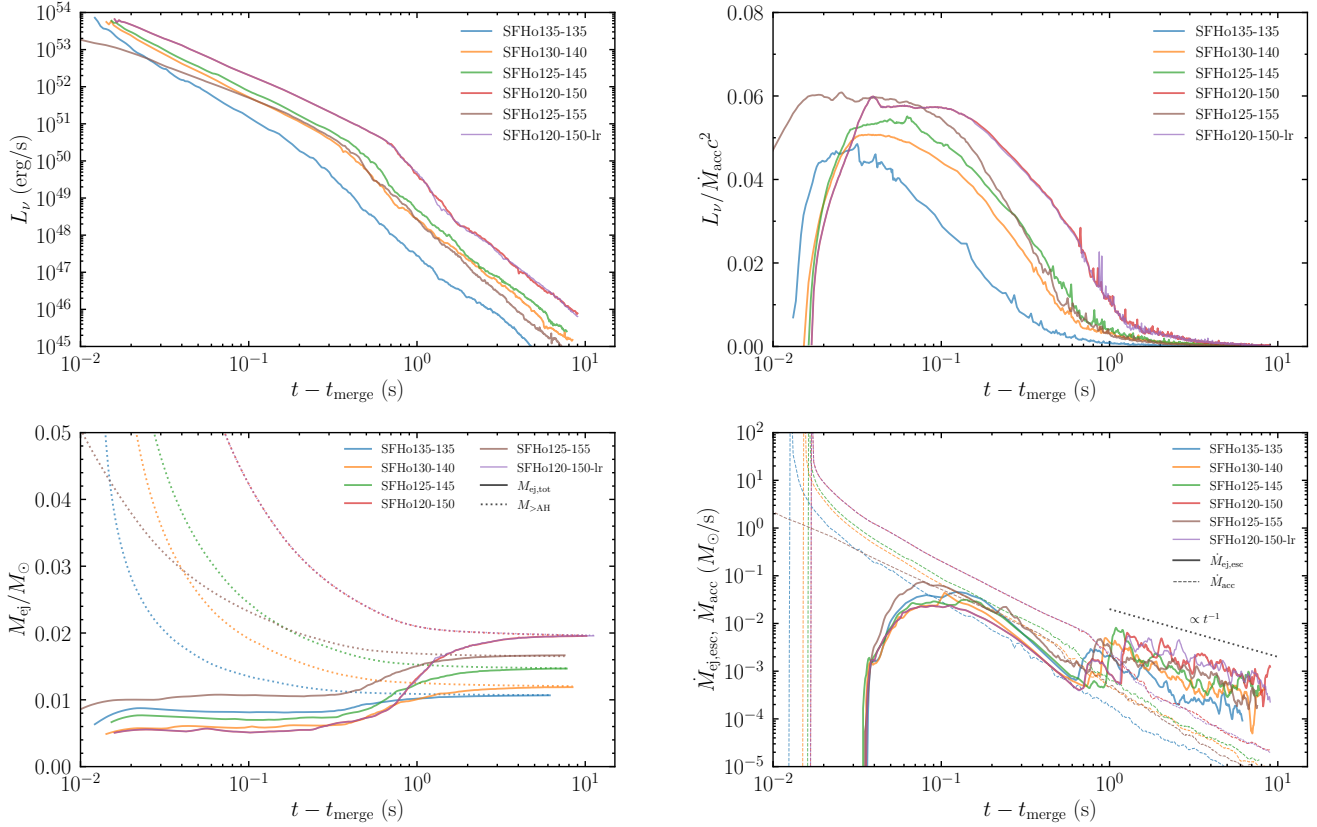 10^54
10^53
10^52
10^51
10^50
10^49
10^48
10^47
10^46
10^45
L_ν (erg/s)
SFHo135-135
SFHo130-140
SFHo125-145
SFHo120-150
SFHo125-155
SFHo120-150-lr
10^−2 10^−1 10^0 10^1
t − t_merge (s)
0.08
0.06
0.04
0.02
0.00
L_ν/Ṁ_acc c^2
SFHo135-135
SFHo130-140
SFHo125-145
SFHo120-150
SFHo125-155
SFHo120-150-lr
10^−2 10^−1 10^0 10^1
t − t_merge (s)
0.05
0.04
0.03
0.02
0.01
0.00
M_ej/M_⊙
SFHo135-135 SFHo125-155
SFHo130-140 SFHo120-150-lr
SFHo125-145 M_ej,tot
SFHo120-150 M_>AH
10^−2 10^−1 10^0 10^1
t − t_merge (s)
10^2
10^1
10^0
10^−1
10^−2
10^−3
10^−4
10^−5
Ṁ_ej,esc, Ṁ_acc (M_⊙/s)
SFHo135-135
SFHo130-140
SFHo125-145
SFHo120-150
SFHo125-155
SFHo120-150-lr
Ṁ_ej,esc
Ṁ_acc
∝ t^−1
10^−2 10^−1 10^0 10^1
t − t_merge (s)